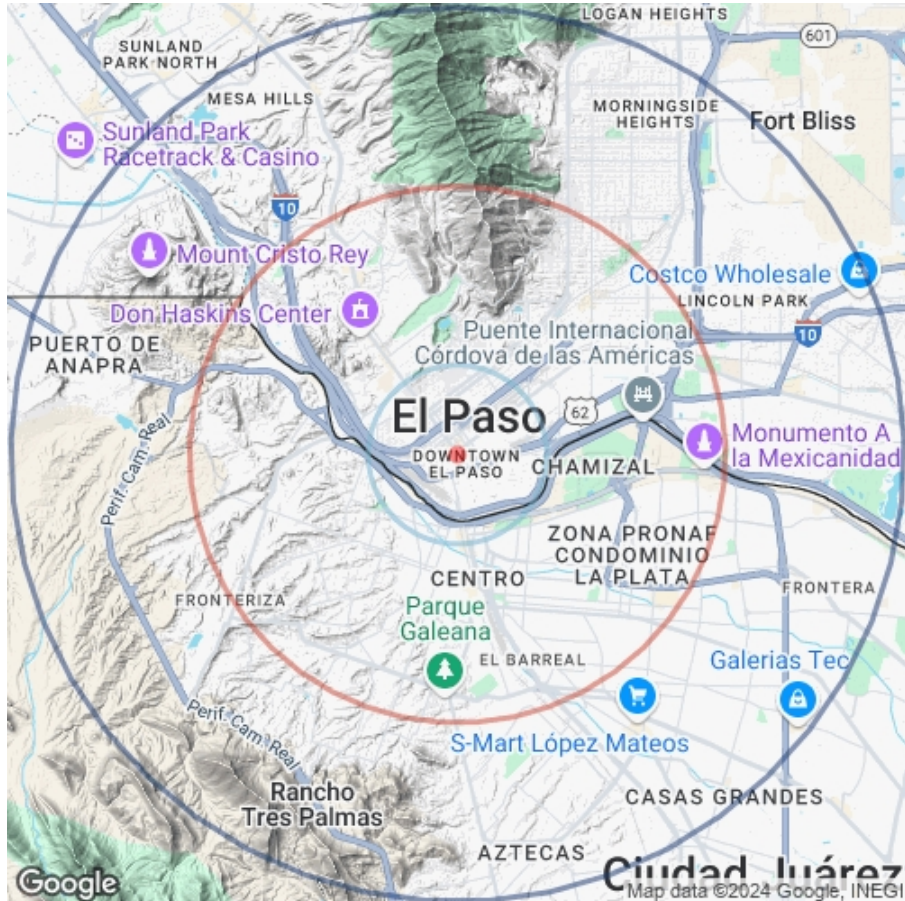 LOGAN HEIGHTS
601
SUNLAND
PARK NORTH
MESA HILLS
MORNINGSIDE
HEIGHTS
Fort Bliss
Sunland Park
Racetrack & Casino
10
Mount Cristo Rey
Costco Wholesale
LINCOLN PARK
Don Haskins Center
Puente Internacional
Córdova de las Américas
10
PUERTO DE
ANAPRA
El Paso
62
DOWNTOWN
EL PASO
CHAMIZAL
Monumento A
la Mexicanidad
Perif. Cam. Real
ZONA PRONAF
CONDOMINIO
LA PLATA
CENTRO
FRONTERIZA
FRONTERA
Parque
Galeana
EL BARREAL
Galerias Tec
Perif. Cam. Real
S-Mart López Mateos
Rancho
Tres Palmas
CASAS GRANDES
AZTECAS
Ciudad Juárez
Google
Map data ©2024 Google, INEGI